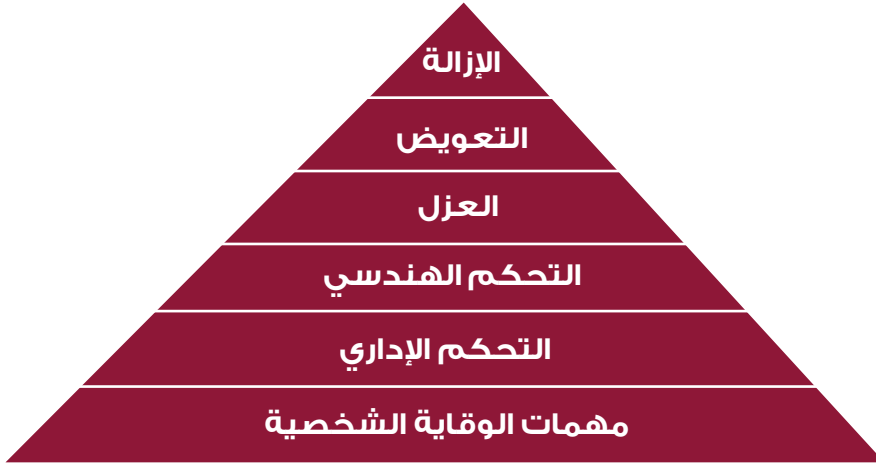 الإزالة
التعويض
العزل
التحكم الهندسي
التحكم الإداري
مهمات الوقاية الشخصية